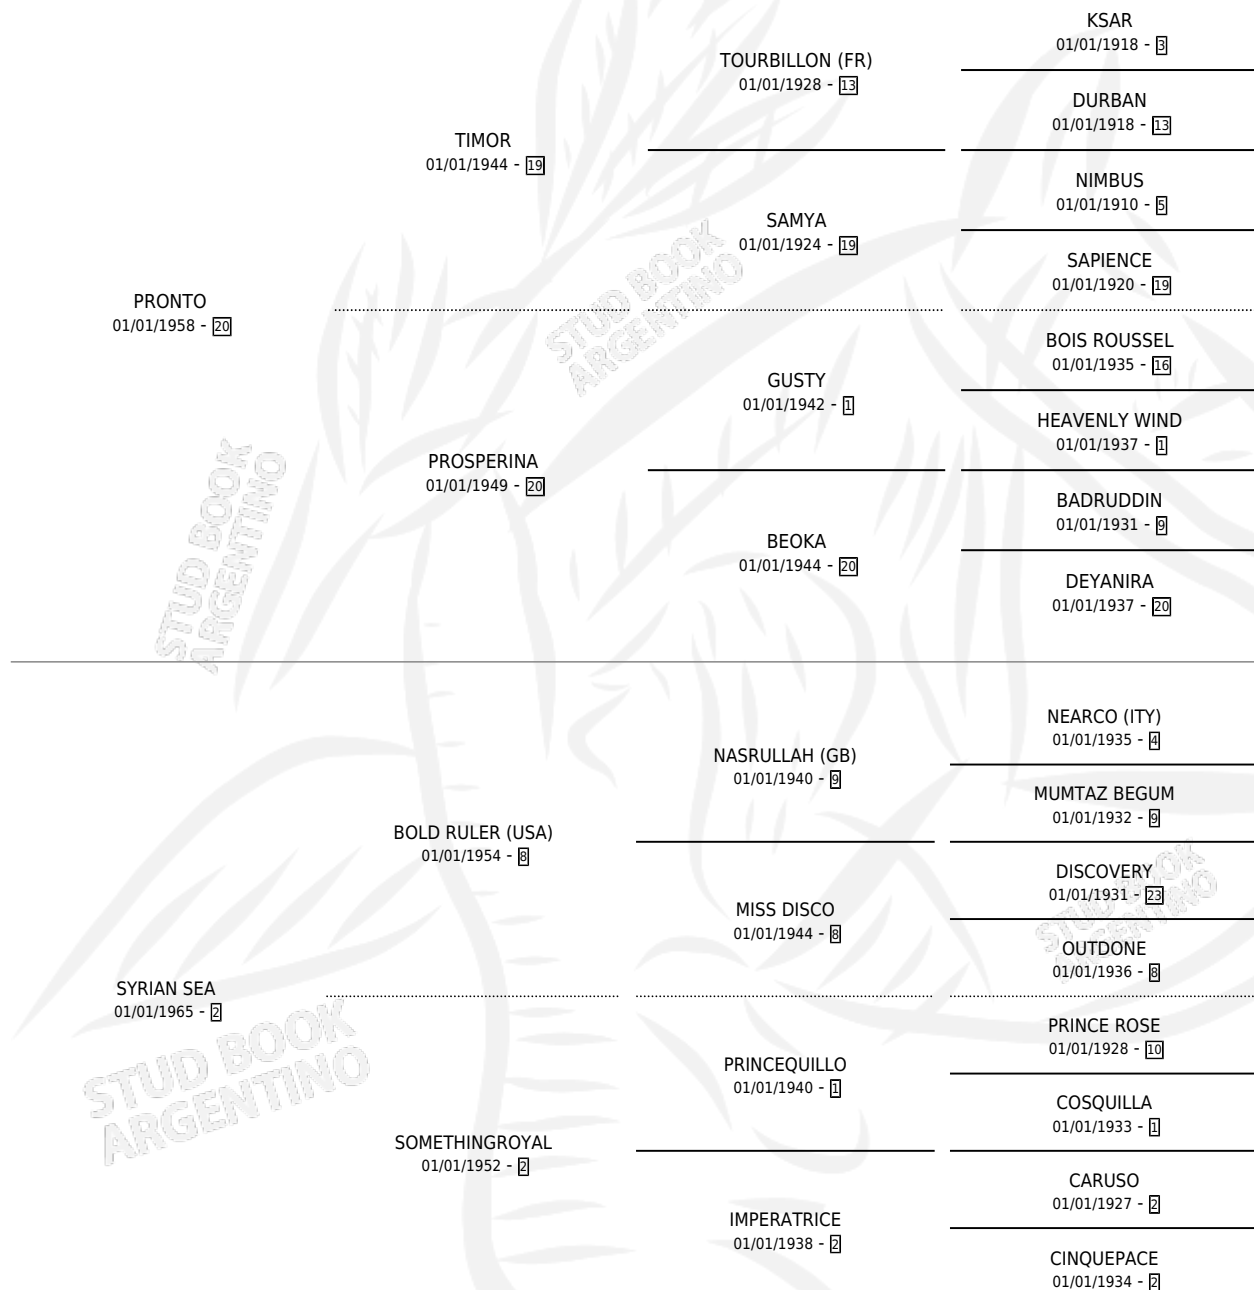 KSAR
01/01/1918 - 3
TOURBILLON (FR)
01/01/1928 - 13
DURBAN
01/01/1918 - 13
TIMOR
01/01/1944 - 19
NIMBUS
01/01/1910 - 5
SAMYA
01/01/1924 - 19
SAPIENCE
01/01/1920 - 19
PRONTO
01/01/1958 - 20
BOIS ROUSSEL
01/01/1935 - 16
GUSTY
01/01/1942 - 1
HEAVENLY WIND
01/01/1937 - 1
PROSPERINA
01/01/1949 - 20
BADRUDDIN
01/01/1931 - 9
BEOKA
01/01/1944 - 20
DEYANIRA
01/01/1937 - 20
STUD BOOK
ARGENTINO
STUD BOOK
ARGENTINO
NEARCO (ITY)
01/01/1935 - 4
NASRULLAH (GB)
01/01/1940 - 9
MUMTAZ BEGUM
01/01/1932 - 9
BOLD RULER (USA)
01/01/1954 - 8
DISCOVERY
01/01/1931 - 23
MISS DISCO
01/01/1944 - 8
OUTDONE
01/01/1936 - 8
SYRIAN SEA
01/01/1965 - 2
PRINCE ROSE
01/01/1928 - 10
PRINCEQUILLO
01/01/1940 - 1
COSQUILLA
01/01/1933 - 1
SOMETHINGROYAL
01/01/1952 - 2
CARUSO
01/01/1927 - 2
IMPERATRICE
01/01/1938 - 2
CINQUEPACE
01/01/1934 - 2
STUD BOOK
ARGENTINO
STUD BOOK
ARGENTINO